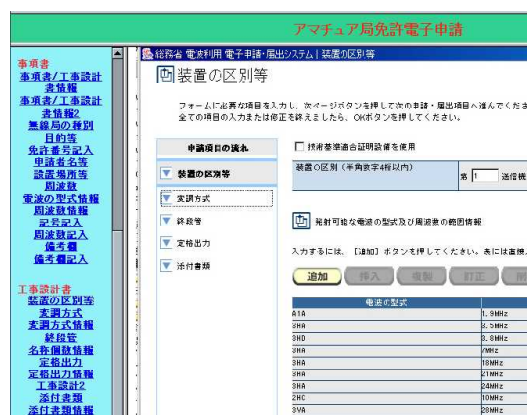 アマチュア局免許電子申請
事項書
事項書/工事設計
書情報
事項書/工事設計
書情報2
無線局の種別
目的等
免許番号記入
申請者名等
設置場所等
周波数
電波の型式情報
周波数情報
記号記入
周波数記入
備考欄
備考欄記入
工事設計書
装置の区別等
変調方式
変調方式情報
終段管
名称個数情報
定格出力
定格出力情報
工事設計2
添付書類
添付書類情報
総務省 電波利用 電子申請・届出システム | 装置の区別等
装置の区別等
フォームに必要な項目を入力し、次ページボタンを押して次の申請・届出項目へ進んでくださ
全ての項目の入力または修正を終えましたら、OKボタンを押してください。
申請項目の流れ
装置の区別等
変調方式
終段管
定格出力
添付書類
技術基準適合証明設備を使用
装置の区別 (半角数字4桁以内)
第 1 送信機
発射可能な電波の型式及び周波数の範囲情報
入力するには、[追加] ボタンを押してください。表には直接
追加 挿入 複製 訂正 削
電波の型式
A1A 1.9MHz
3HA 3.5MHz
3HD 3.8MHz
3HA 7MHz
3HA 18MHz
3HA 21MHz
3HA 24MHz
2HC 10MHz
3VA 28MHz